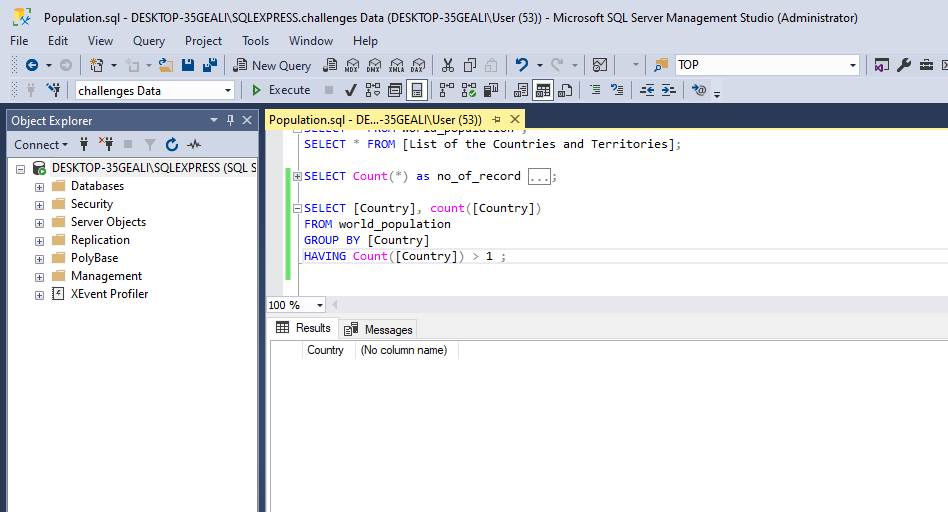 Population.sql - DESKTOP-35GEALI\SQLEXPRESS.challenges Data (DESKTOP-35GEALI\User (53)) - Microsoft SQL Server Management Studio (Administrator)
File Edit View Query Project Tools Window Help
New Query MDX DMX XMLA DAX TOP
challenges Data Execute
Object Explorer
Connect
DESKTOP-35GEALI\SQLEXPRESS (SQL S
Databases
Security
Server Objects
Replication
PolyBase
Management
XEvent Profiler
Population.sql - DE...-35GEALI\User (53))
SELECT * FROM world_population ;
SELECT * FROM [List of the Countries and Territories];
SELECT Count(*) as no_of_record ...;
SELECT [Country], count([Country])
FROM world_population
GROUP BY [Country]
HAVING Count([Country]) > 1 ;
100 %
Results Messages
Country (No column name)